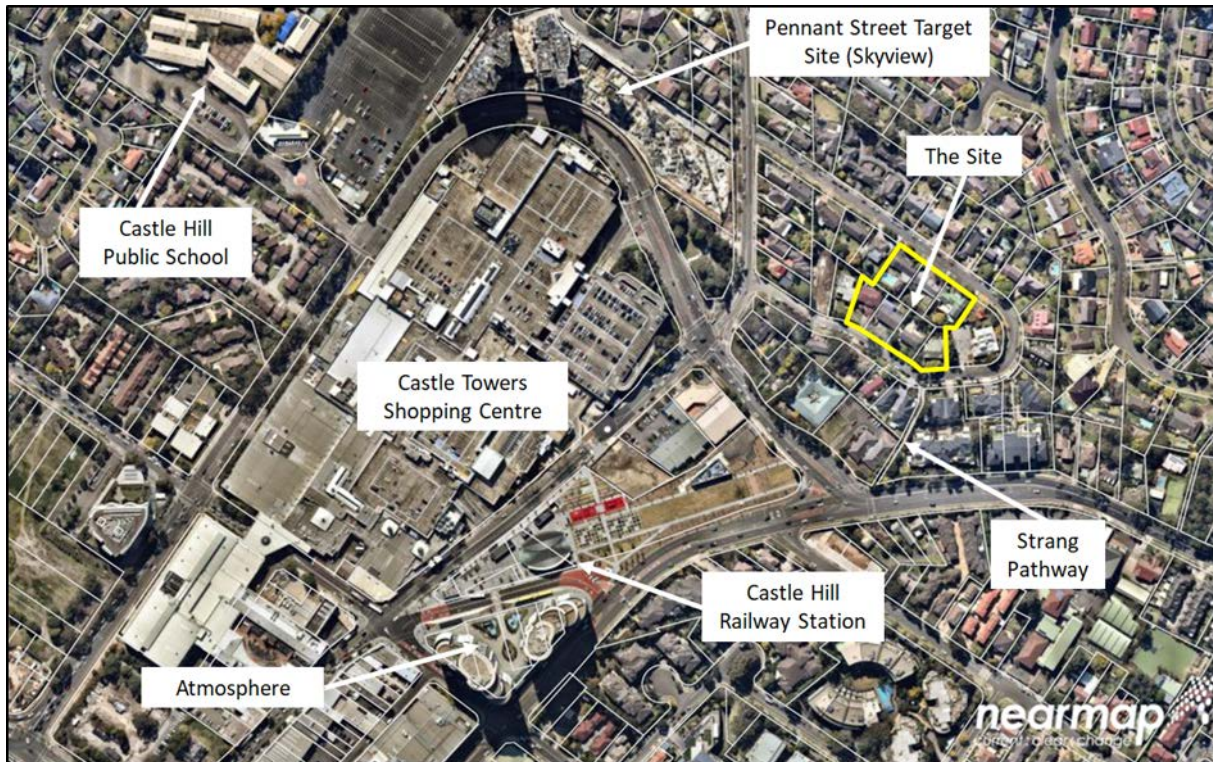 Pennant Street Target
Site (Skyview)
The Site
Castle Hill
Public School
Castle Towers
Shopping Centre
Strang
Pathway
Castle Hill
Railway Station
Atmosphere
nearmap